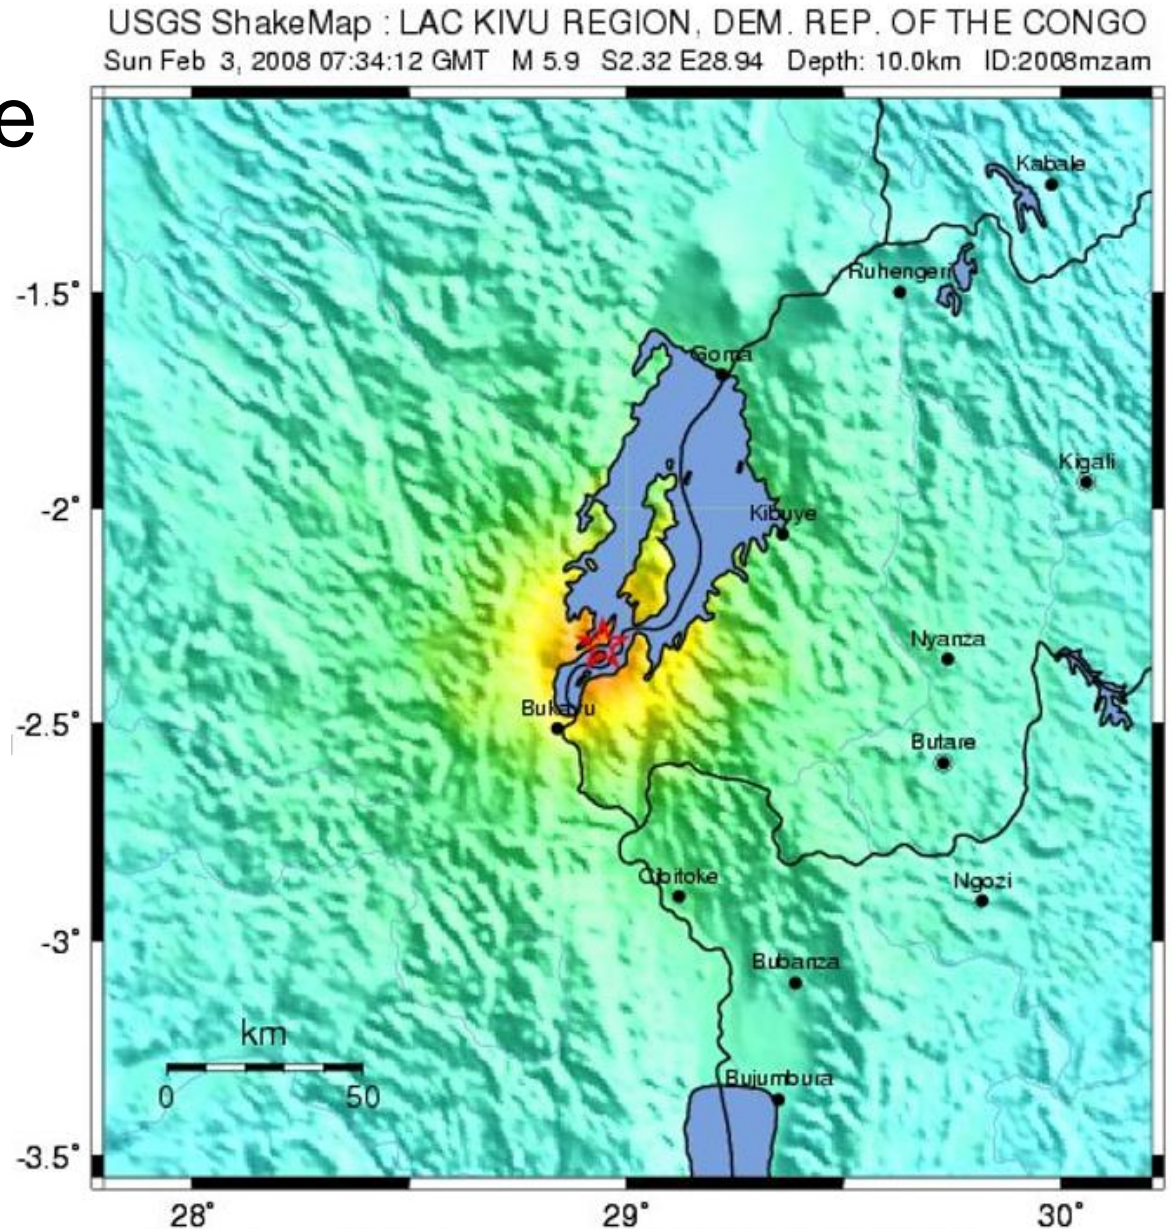 USGS ShakeMap : LAC KIVU REGION, DEM. REP. OF THE CONGO
Sun Feb 3, 2008 07:34:12 GMT M 5.9 S2.32 E28.94 Depth: 10.0km ID:2008mzam
e
Kabale
Ruhengeri
-1.5°
Goma
Kigali
-2°
Kibuye
Nyanza
Bukavu
-2.5°
Butare
Cibitoke
Ngozi
-3°
Bubanza
km
0 50
Bujumbura
-3.5°
28° 29° 30°